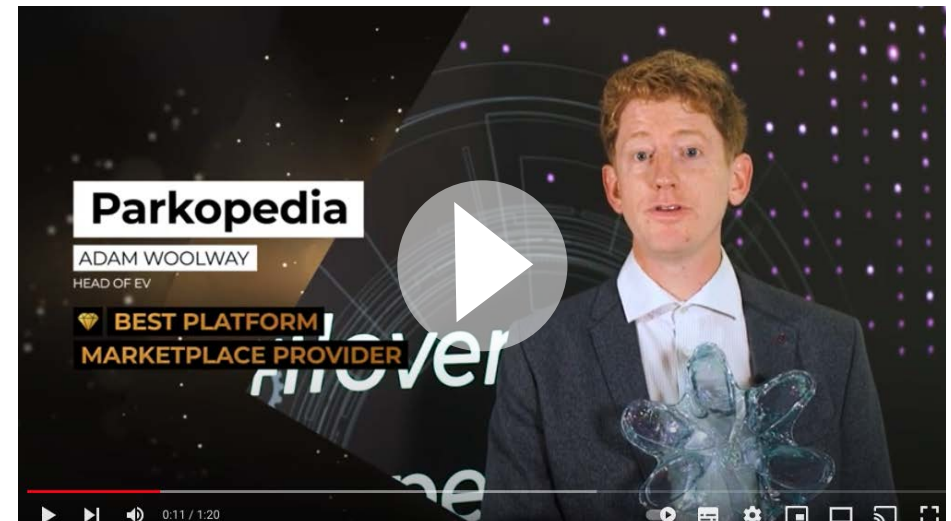 Parkopedia
ADAM WOOLWAY
HEAD OF EV
BEST PLATFORM
MARKETPLACE PROVIDER
0:11 / 1:20